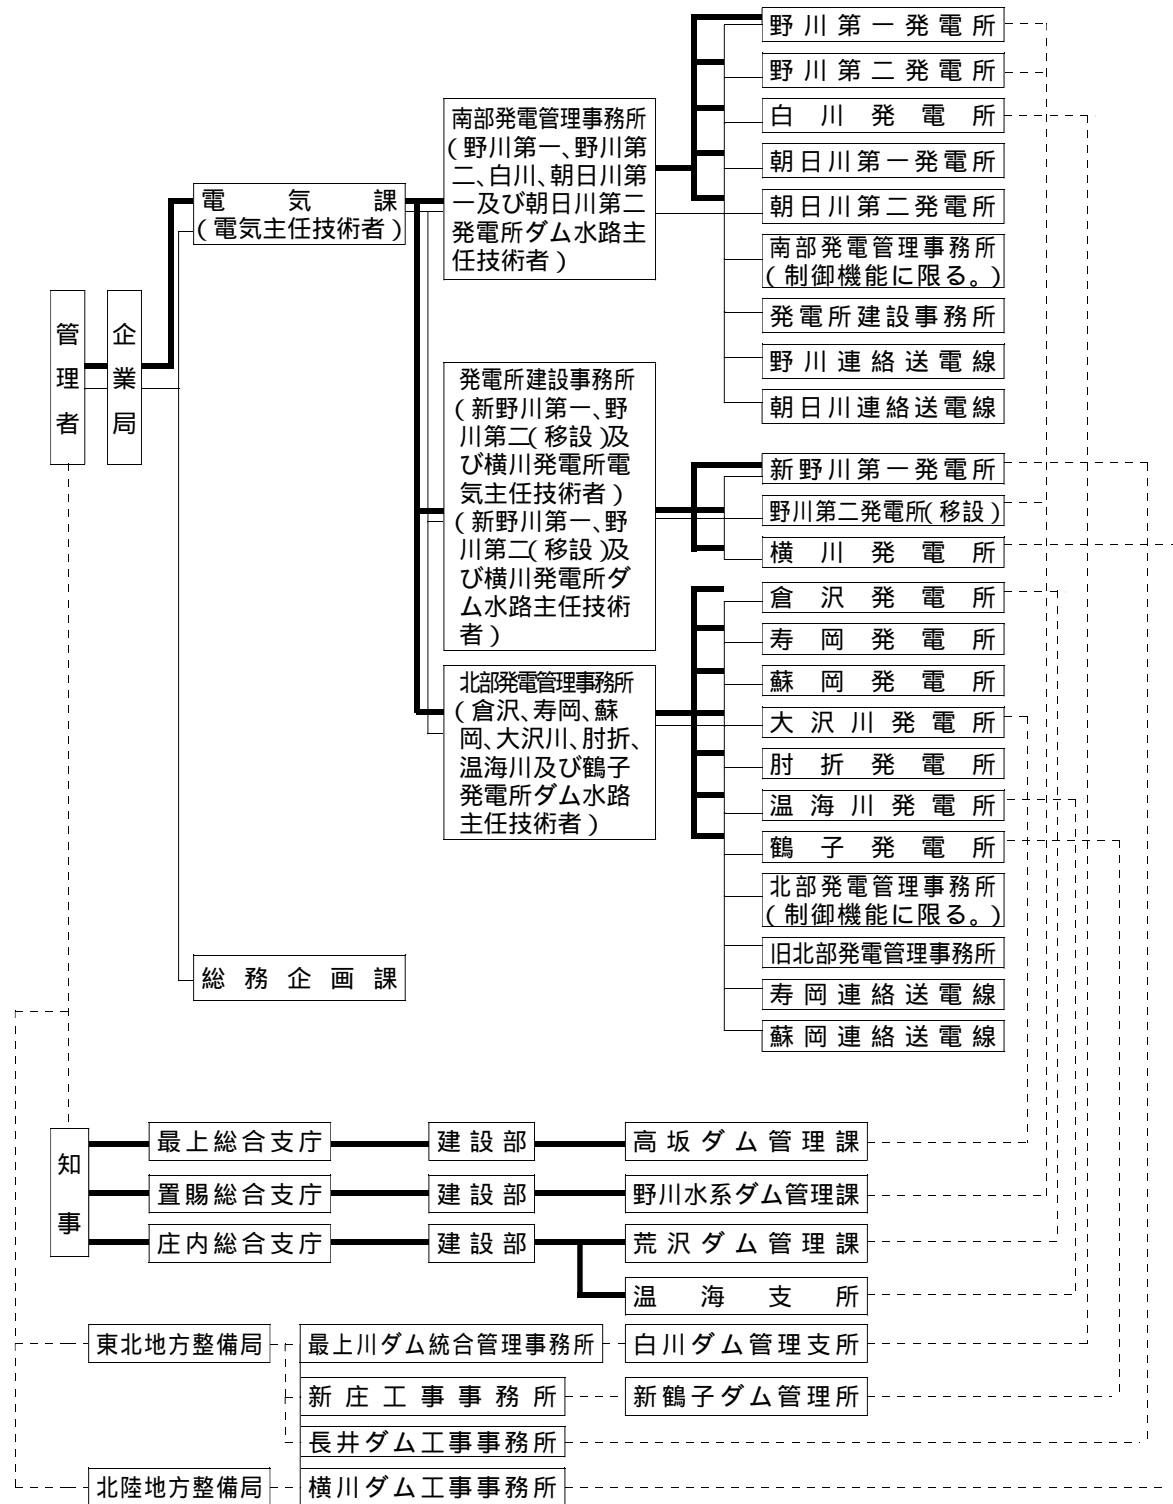 管理者
企業局
電気課
(電気主任技術者)
総務企画課
南部発電管理事務所
(野川第一、野川第
二、白川、朝日川第
一及び朝日川第二
発電所ダム水路主
任技術者)
発電所建設事務所
(新野川第一、野
川第二(移設)及
び横川発電所電
気主任技術者)
(新野川第一、野
川第二(移設)及
び横川発電所ダ
ム水路主任技術
者)
北部発電管理事務所
(倉沢、寿岡、蘇
岡、大沢川、肘折、
温海川及び鶴子
発電所ダム水路
主任技術者)
野川第一発電所
野川第二発電所
白川発電所
朝日川第一発電所
朝日川第二発電所
南部発電管理事務所
(制御機能に限る。)
発電所建設事務所
野川連絡送電線
朝日川連絡送電線
新野川第一発電所
野川第二発電所(移設)
横川発電所
倉沢発電所
寿岡発電所
蘇岡発電所
大沢川発電所
肘折発電所
温海川発電所
鶴子発電所
北部発電管理事務所
(制御機能に限る。)
旧北部発電管理事務所
寿岡連絡送電線
蘇岡連絡送電線
知事
最上総合支庁
建設部
高坂ダム管理課
置賜総合支庁
建設部
野川水系ダム管理課
庄内総合支庁
建設部
荒沢ダム管理課
温海支所
東北地方整備局
最上川ダム統合管理事務所
白川ダム管理支所
新庄工事事務所
新鶴子ダム管理所
長井ダム工事事務所
北陸地方整備局
横川ダム工事事務所